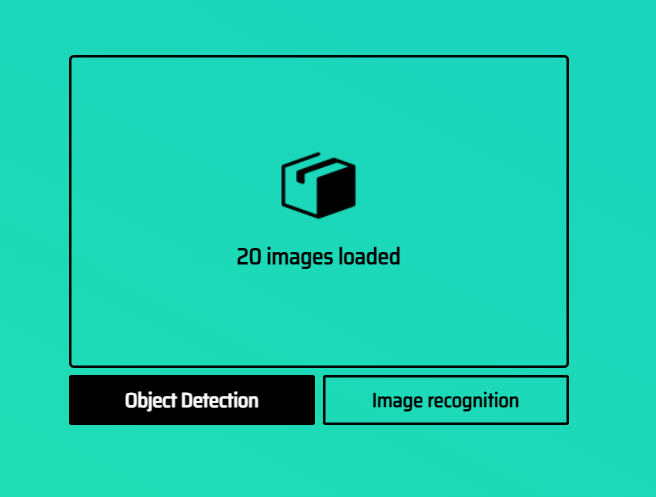 20 images loaded
Object Detection
Image recognition